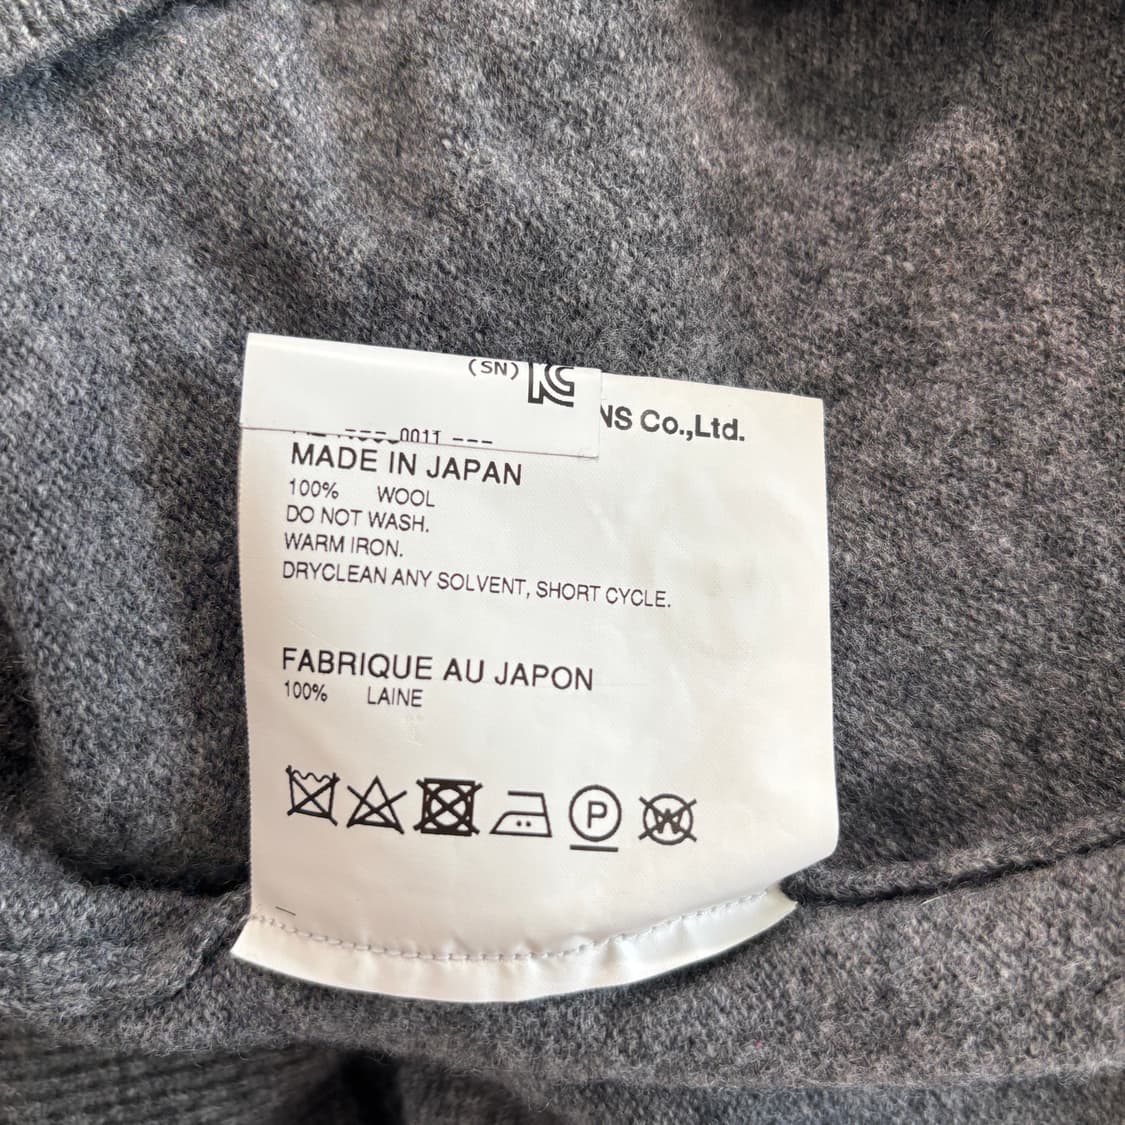 (SN)
NS Co.,Ltd.
MADE IN JAPAN
100% WOOL
DO NOT WASH.
WARM IRON.
DRYCLEAN ANY SOLVENT, SHORT CYCLE.
FABRIQUE AU JAPON
100% LAINE
P
W